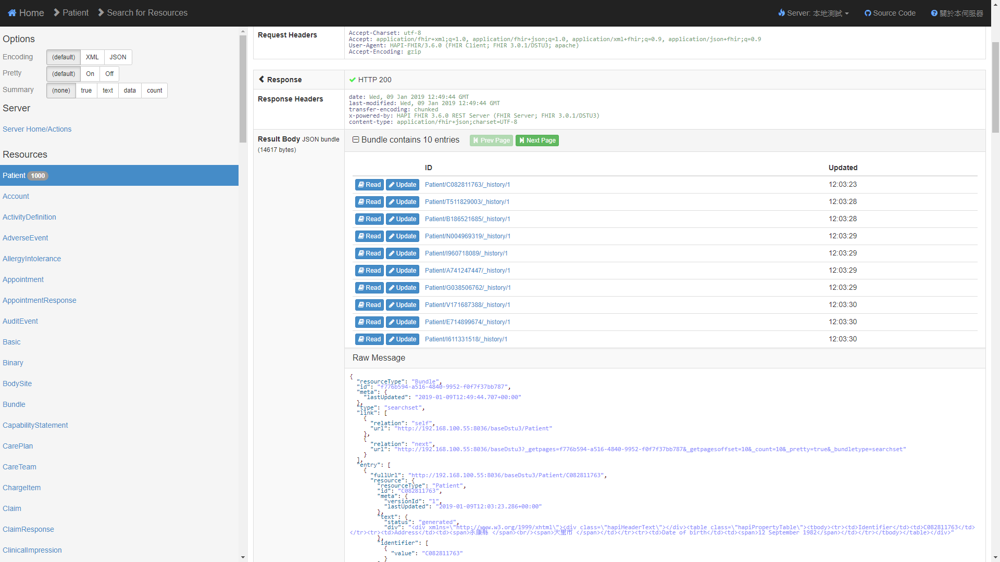 Home Patient Search for Resources Server: 本地測試 Source Code 關於本伺服器
Options
Encoding (default) XML JSON
Pretty (default) On Off
Summary (none) true text data count
Server
Server Home/Actions
Resources
Patient 1000
Account
ActivityDefinition
AdverseEvent
AllergyIntolerance
Appointment
AppointmentResponse
AuditEvent
Basic
Binary
BodySite
Bundle
CapabilityStatement
CarePlan
CareTeam
ChargeItem
Claim
ClaimResponse
ClinicalImpression
Request Headers
Accept-Charset: utf-8
Accept: application/fhir+xml;q=1.0, application/fhir+json;q=1.0, application/xml+fhir;q=0.9, application/json+fhir;q=0.9
User-Agent: HAPI-FHIR/3.6.0 (FHIR Client; FHIR 3.0.1/DSTU3; apache)
Accept-Encoding: gzip
Response HTTP 200
Response Headers
date: Wed, 09 Jan 2019 12:49:44 GMT
last-modified: Wed, 09 Jan 2019 12:49:44 GMT
transfer-encoding: chunked
x-powered-by: HAPI FHIR 3.6.0 REST Server (FHIR Server; FHIR 3.0.1/DSTU3)
content-type: application/fhir+json;charset=UTF-8
Result Body JSON bundle
(14617 bytes)
Bundle contains 10 entries Prev Page Next Page
ID Updated
Read Update Patient/C082811763/_history/1 12:03:23
Read Update Patient/T511829003/_history/1 12:03:28
Read Update Patient/B186521685/_history/1 12:03:28
Read Update Patient/N004969319/_history/1 12:03:29
Read Update Patient/I960718089/_history/1 12:03:29
Read Update Patient/A741247447/_history/1 12:03:29
Read Update Patient/G038506762/_history/1 12:03:29
Read Update Patient/V171687388/_history/1 12:03:30
Read Update Patient/E714899674/_history/1 12:03:30
Read Update Patient/I611331518/_history/1 12:03:30
Raw Message
{
"resourceType": "Bundle",
"id": "f776b594-a516-4840-9952-f0f7f37bb787",
"meta": {
"lastUpdated": "2019-01-09T12:49:44.707+00:00"
},
"type": "searchset",
"link": [
{
"relation": "self",
"url": "http://192.168.100.55:8036/baseDstu3/Patient"
},
{
"relation": "next",
"url": "http://192.168.100.55:8036/baseDstu3?_getpages=f776b594-a516-4840-9952-f0f7f37bb787&_getpagesoffset=10&_count=10&_pretty=true&_bundletype=searchset"
}
],
"entry": [
{
"fullUrl": "http://192.168.100.55:8036/baseDstu3/Patient/C082811763",
"resource": {
"resourceType": "Patient",
"id": "C082811763",
"meta": {
"versionId": "1",
"lastUpdated": "2019-01-09T12:03:23.286+00:00"
},
"text": {
"status": "generated",
"div": "<div xmlns=\"http://www.w3.org/1999/xhtml\"><div class=\"hapiHeaderText\"></div><table class=\"hapiPropertyTable\"><tbody><tr><td>Identifier</td><td>C082811763</td>
</tr><tr><td>Address</td><td><span>永康縣 </span><br/><span>大里市 </span></td></tr><tr><td>Date of birth</td><td><span>12 September 1982</span></td></tr></tbody></table></div>"
},
"identifier": [
{
"value": "C082811763"
}